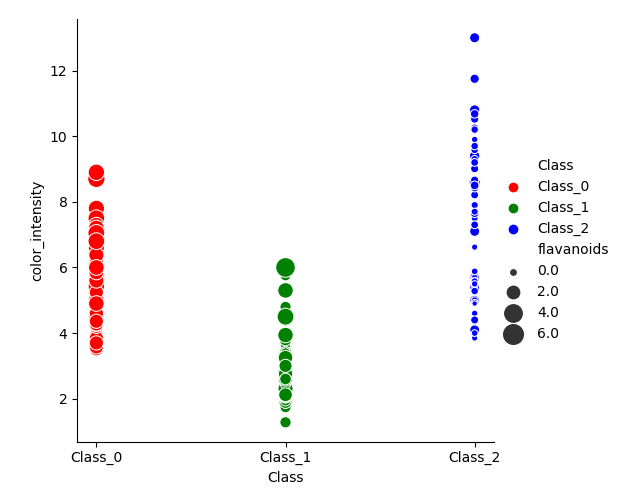 12
10
8
6
4
2
color_intensity
Class_0 Class_1 Class_2
Class
Class
Class_0
Class_1
Class_2
flavanoids
0.0
2.0
4.0
6.0